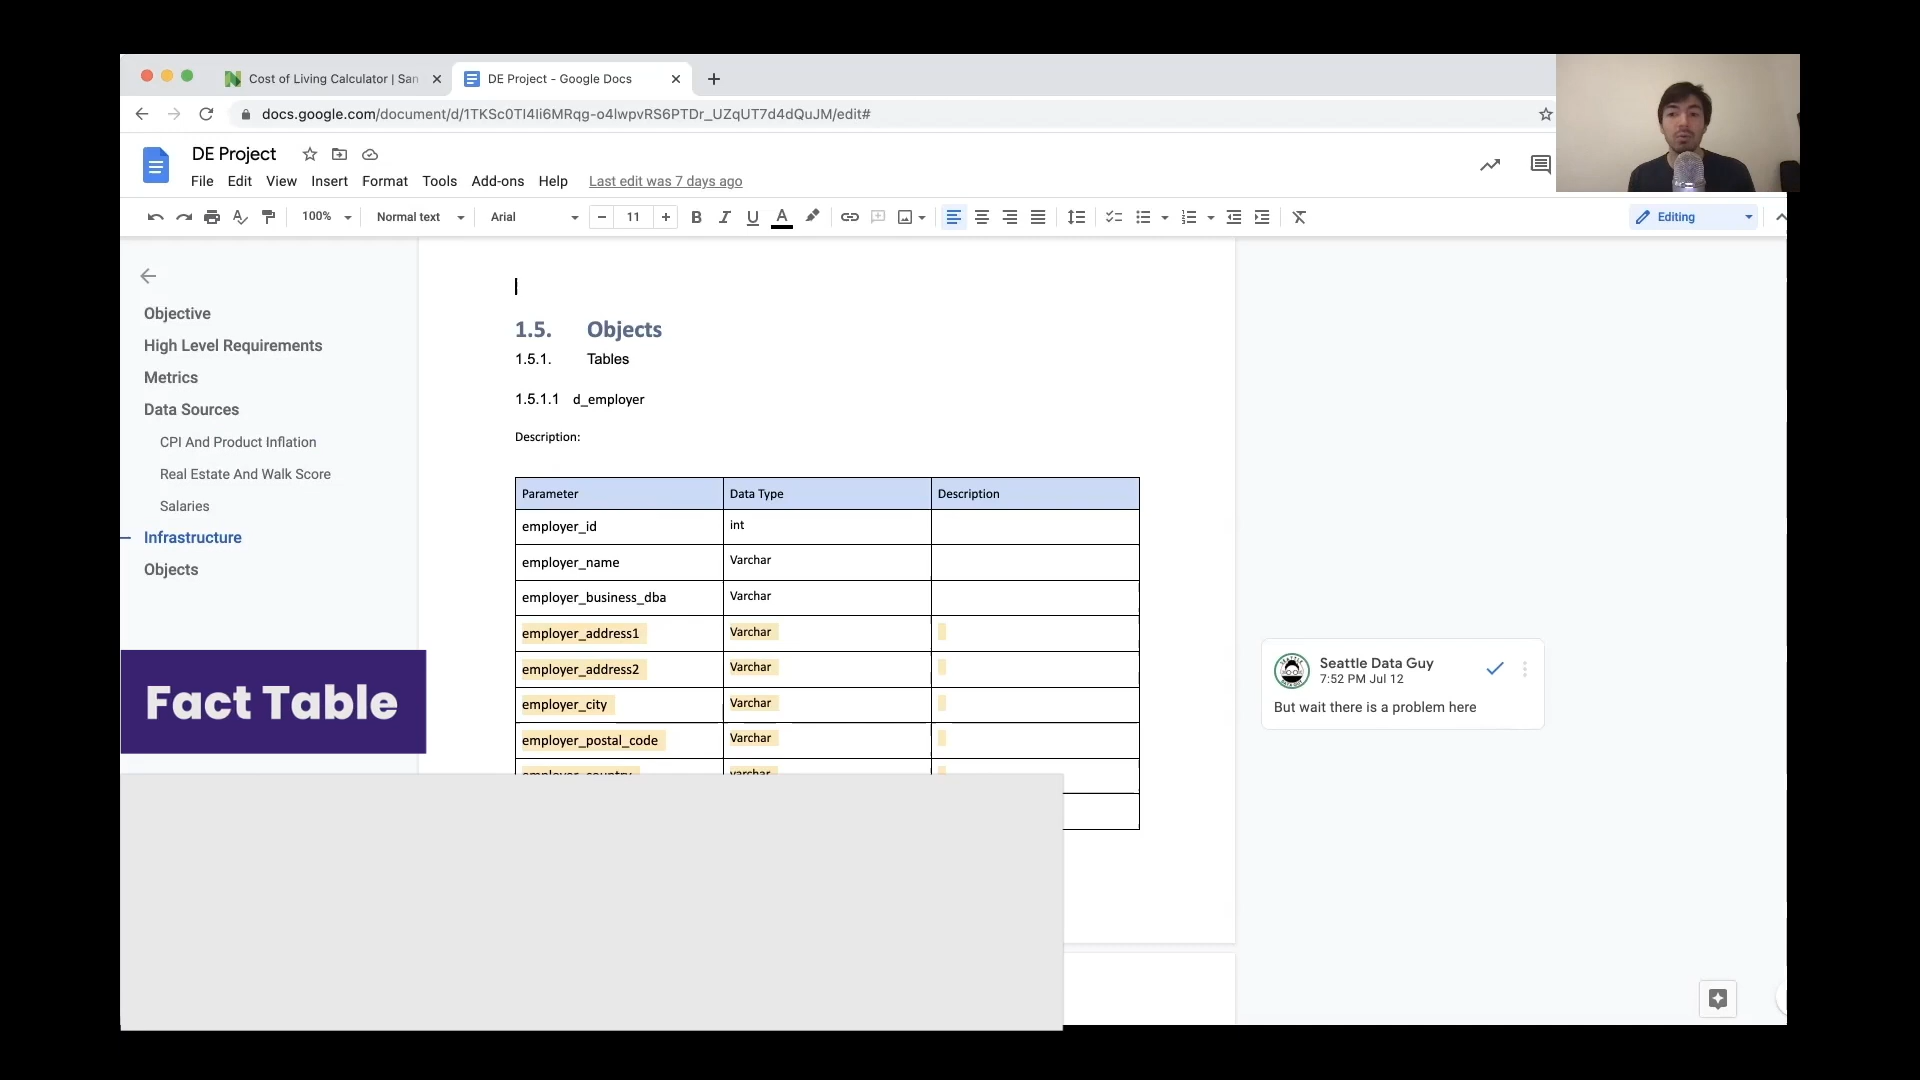 Cost of Living Calculator | San
DE Project - Google Docs
docs.google.com/document/d/1TKSc0Tl4Ii6MRqg-o4lwpvRS6PTDr_UZqUT7d4dQuJM/edit#
DE Project
File Edit View Insert Format Tools Add-ons Help Last edit was 7 days ago
100% Normal text Arial 11 Editing
Objective
High Level Requirements
Metrics
Data Sources
CPI And Product Inflation
Real Estate And Walk Score
Salaries
Infrastructure
Objects
Fact Table
1.5. Objects
1.5.1. Tables
1.5.1.1 d_employer
Description:
Parameter Data Type Description
employer_id int
employer_name Varchar
employer_business_dba Varchar
employer_address1 Varchar
employer_address2 Varchar
employer_city Varchar
employer_postal_code Varchar
employer_country varchar
Seattle Data Guy
7:52 PM Jul 12
But wait there is a problem here